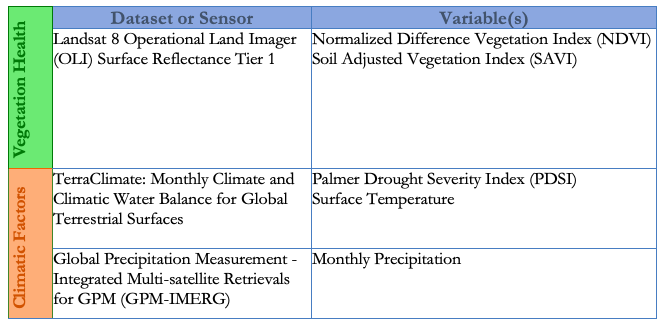 Dataset or Sensor
Variable(s)
Vegetation Health
Landsat 8 Operational Land Imager
(OLI) Surface Reflectance Tier 1
Normalized Difference Vegetation Index (NDVI)
Soil Adjusted Vegetation Index (SAVI)
Climatic Factors
TerraClimate: Monthly Climate and
Climatic Water Balance for Global
Terrestrial Surfaces
Palmer Drought Severity Index (PDSI)
Surface Temperature
Global Precipitation Measurement -
Integrated Multi-satellite Retrievals
for GPM (GPM-IMERG)
Monthly Precipitation